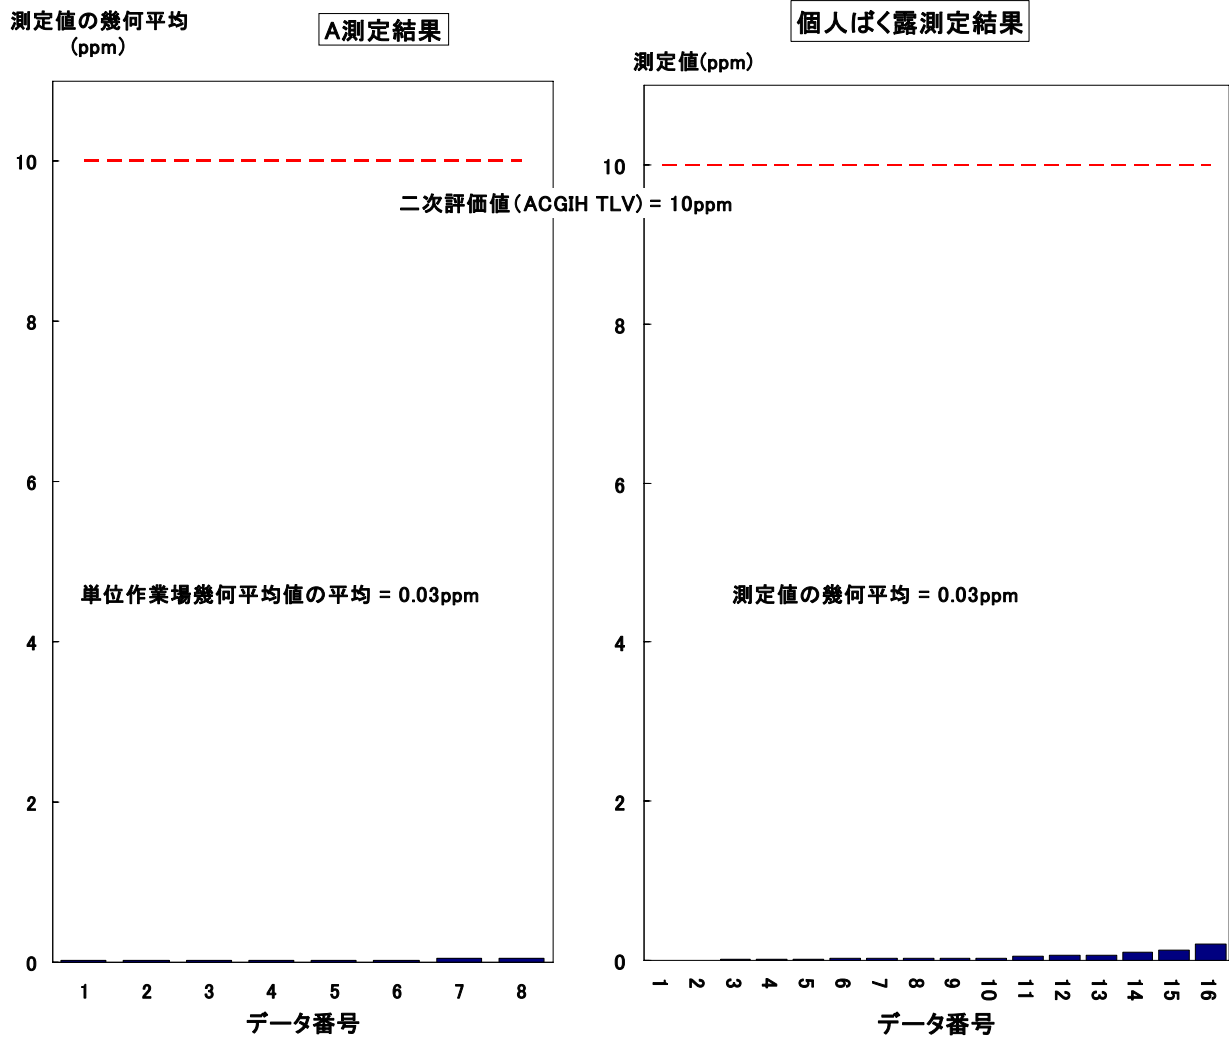 測定値の幾何平均
(ppm)
A測定結果
10
8
6
4
2
0
単位作業場幾何平均値の平均 = 0.03ppm
1 2 3 4 5 6 7 8
データ番号
二次評価値(ACGIH TLV) = 10ppm
個人ばく露測定結果
測定値(ppm)
10
8
6
4
2
0
測定値の幾何平均 = 0.03ppm
1 2 3 4 5 6 7 8 9 10 11 12 13 14 15 16
データ番号